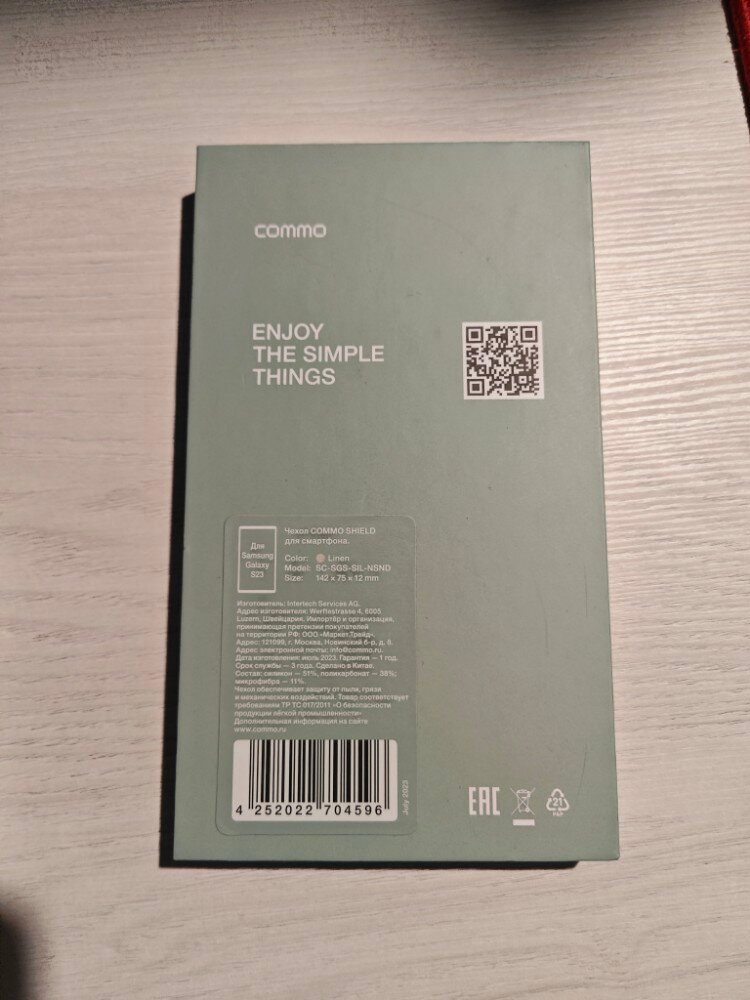 COMMO
ENJOY
THE SIMPLE
THINGS
Для
Samsung
Galaxy
S23
Чехол COMMO SHIELD
для смартфона.
Color: Linen
Model: SC-SGS-SIL-NSND
Size: 142 x 75 x 12 mm
Изготовитель: Intertech Services AG.
Адрес изготовителя: Werftestrasse 4, 6005
Luzern, Швейцария. Импортёр и организация,
принимающая претензии покупателей
на территории РФ: ООО «Маркет.Трейд».
Адрес: 121099, г. Москва, Новинский б-р, д. 8.
Адрес электронной почты: info@commo.ru.
Дата изготовления: июль 2023. Гарантия — 1 год.
Срок службы — 3 года. Сделано в Китае.
Состав: силикон — 51%, поликарбонат — 38%;
микрофибра — 11%.
Чехол обеспечивает защиту от пыли, грязи
и механических воздействий. Товар соответствует
требованиям ТР ТС 017/2011 «О безопасности
продукции лёгкой промышленности».
Дополнительная информация на сайте
www.commo.ru
4 252022 704596
July 2023
EAC
21
PAP